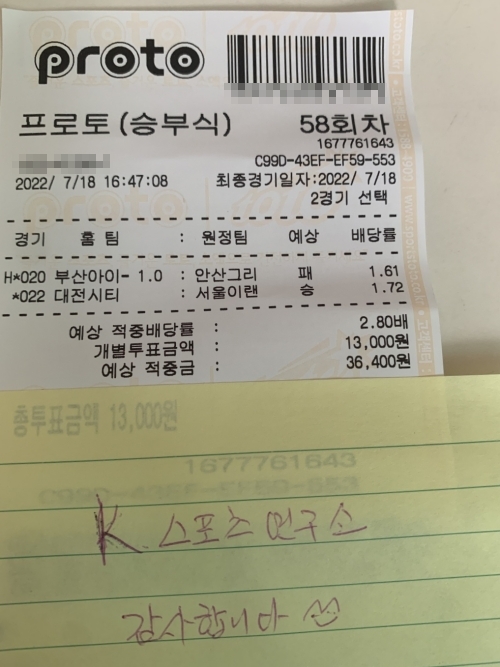 proto
프로토(승부식) 58회차
1677761643
C99D-43EF-EF59-553
2022/ 7/18 16:47:08 최종경기일자:2022/ 7/18
2경기 선택
경기 홈 팀 : 원정팀 예상 배당률
H*020 부산아이- 1.0 : 안산그리 패 1.61
*022 대전시티 : 서울이랜 승 1.72
예상 적중배당률 : 2.80배
개별투표금액 : 13,000원
예상 적중금 : 36,400원
총투표금액 13,000원
1677761643
C99D-43EF-EF59-553
K 스포츠연구소
감사합니다